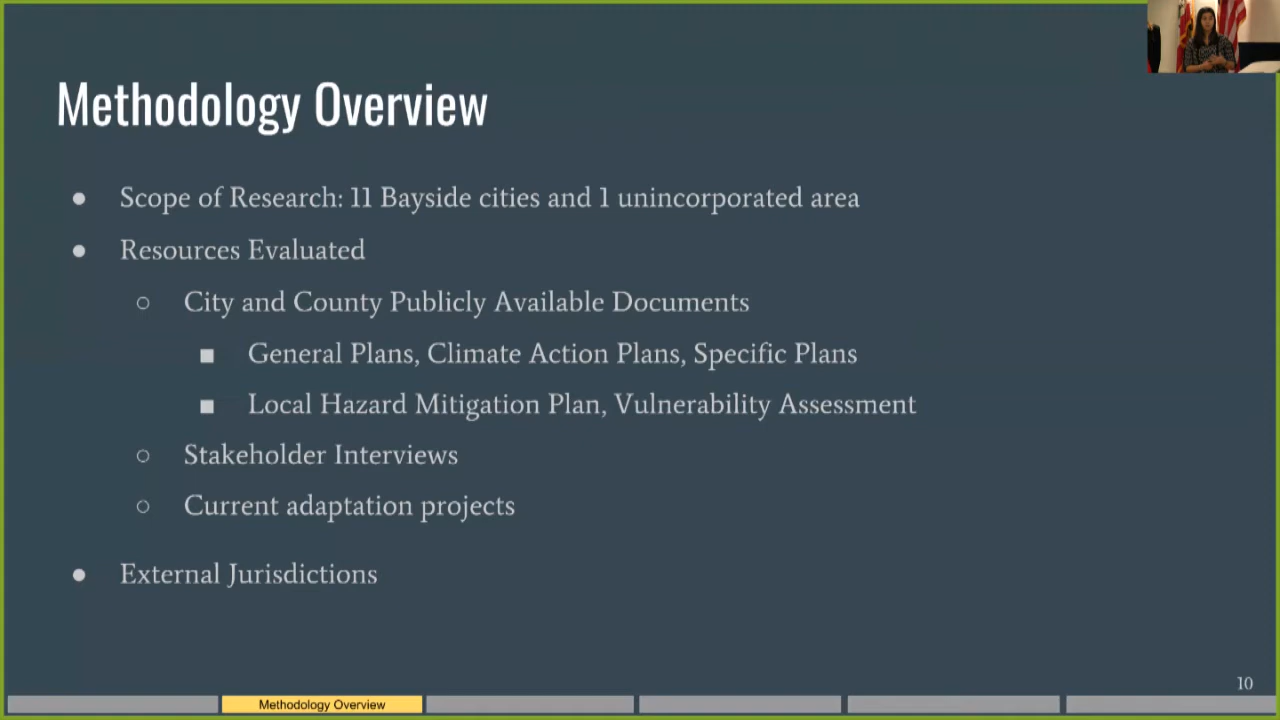 Methodology Overview
Scope of Research: 11 Bayside cities and 1 unincorporated area
Resources Evaluated
City and County Publicly Available Documents
General Plans, Climate Action Plans, Specific Plans
Local Hazard Mitigation Plan, Vulnerability Assessment
Stakeholder Interviews
Current adaptation projects
External Jurisdictions
10
Methodology Overview